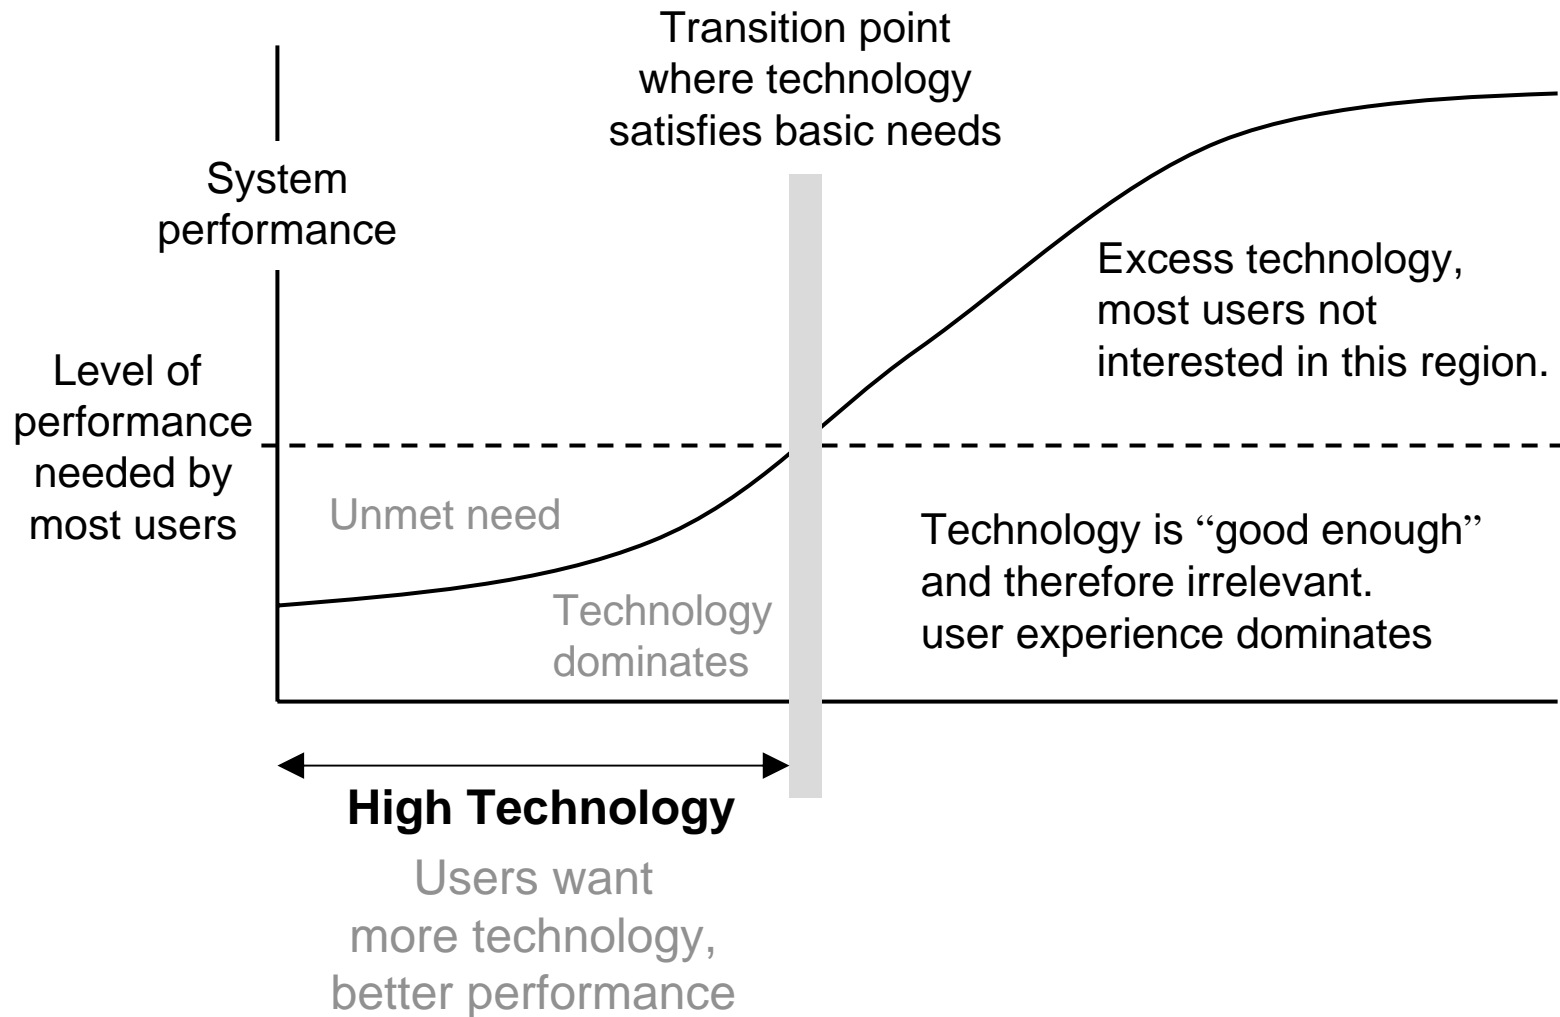 Transition point
where technology
satisfies basic needs
System
performance
Excess technology,
most users not
interested in this region.
Level of
performance
needed by
most users
Unmet need
Technology is “good enough”
and therefore irrelevant.
user experience dominates
Technology
dominates
High Technology
Users want
more technology,
better performance